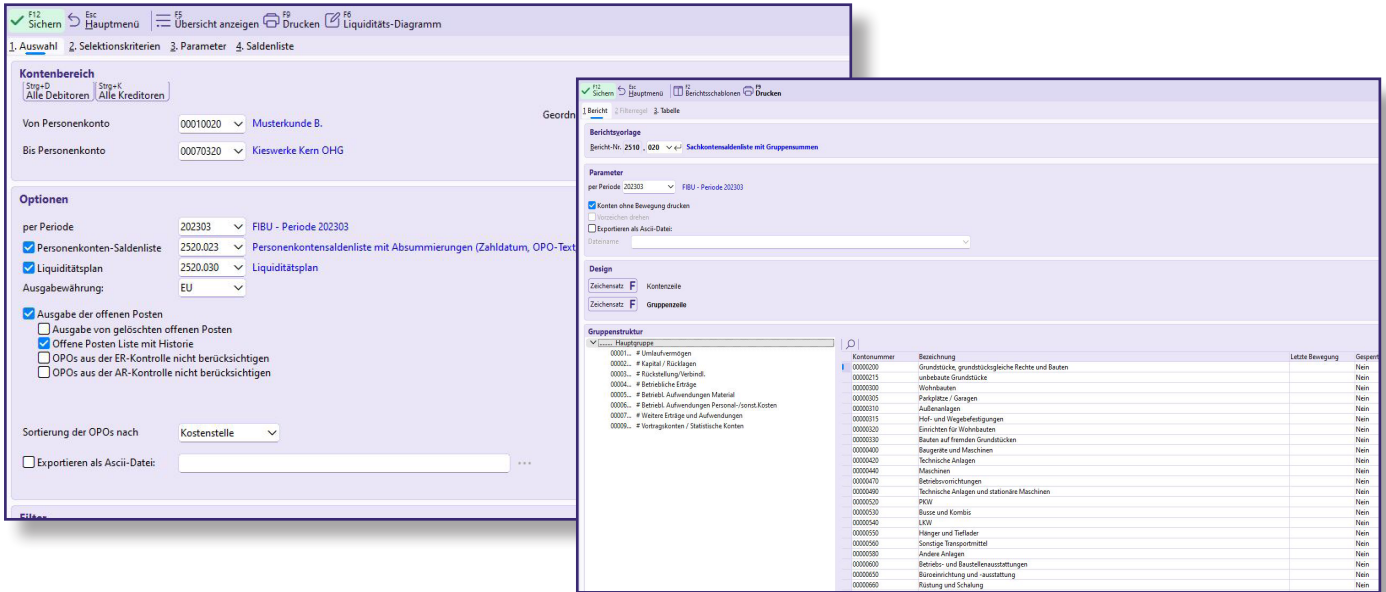 F12 Sichern Esc Hauptmenü F5 Übersicht anzeigen F9 Drucken F6 Liquiditäts-Diagramm
1. Auswahl 2. Selektionskriterien 3. Parameter 4. Saldenliste
Kontenbereich
Strg+D Alle Debitoren Strg+K Alle Kreditoren
Geordn
Von Personenkonto 00010020 Musterkunde B.
Bis Personenkonto 00070320 Kieswerke Kern OHG
Optionen
per Periode 202303 FIBU - Periode 202303
Personenkonten-Saldenliste 2520.023 Personenkontensaldenliste mit Absummierungen (Zahldatum, OPO-Text
Liquiditätsplan 2520.030 Liquiditätsplan
Ausgabewährung: EU
Ausgabe der offenen Posten
Ausgabe von gelöschten offenen Posten
Offene Posten Liste mit Historie
OPOs aus der ER-Kontrolle nicht berücksichtigen
OPOs aus der AR-Kontrolle nicht berücksichtigen
Sortierung der OPOs nach Kostenstelle
Exportieren als Ascii-Datei: ...
Filter
F12 Sichern Esc Hauptmenü F2 Berichtsschablonen F9 Drucken
1 Bericht 2 Filterregel 3. Tabelle
Berichtsvorlage
Bericht-Nr. 2510 . 020 Sachkontensaldenliste mit Gruppensummen
Parameter
per Periode 202303 FIBU - Periode 202303
Konten ohne Bewegung drucken
Vorzeichen drehen
Exportieren als Ascii-Datei:
Dateiname
Design
Zeichensatz F Kontenzeile
Zeichensatz F Gruppenzeile
Gruppenstruktur
....... Hauptgruppe
00001... # Umlaufvermögen
00002... # Kapital / Rücklagen
00003... # Rückstellung/Verbindl.
00004... # Betriebliche Erträge
00005... # Betriebl. Aufwendungen Material
00006... # Betriebl. Aufwendungen Personal-/sonst.Kosten
00007... # Weitere Erträge und Aufwendungen
00009... # Vortragskonten / Statistische Konten
Kontonummer Bezeichnung Letzte Bewegung Gesperrt
00000200 Grundstücke, grundstücksgleiche Rechte und Bauten Nein
00000215 unbebaute Grundstücke Nein
00000300 Wohnbauten Nein
00000305 Parkplätze / Garagen Nein
00000310 Außenanlagen Nein
00000315 Hof- und Wegebefestigungen Nein
00000320 Einrichten für Wohnbauten Nein
00000330 Bauten auf fremden Grundstücken Nein
00000400 Baugeräte und Maschinen Nein
00000420 Technische Anlagen Nein
00000440 Maschinen Nein
00000470 Betriebsvorrichtungen Nein
00000490 Technische Anlagen und stationäre Maschinen Nein
00000520 PKW Nein
00000530 Busse und Kombis Nein
00000540 LKW Nein
00000550 Hänger und Tieflader Nein
00000560 Sonstige Transportmittel Nein
00000580 Andere Anlagen Nein
00000600 Betriebs- und Baustellenausstattungen Nein
00000650 Büroeinrichtung und -ausstattung Nein
00000660 Rüstung und Schalung Nein